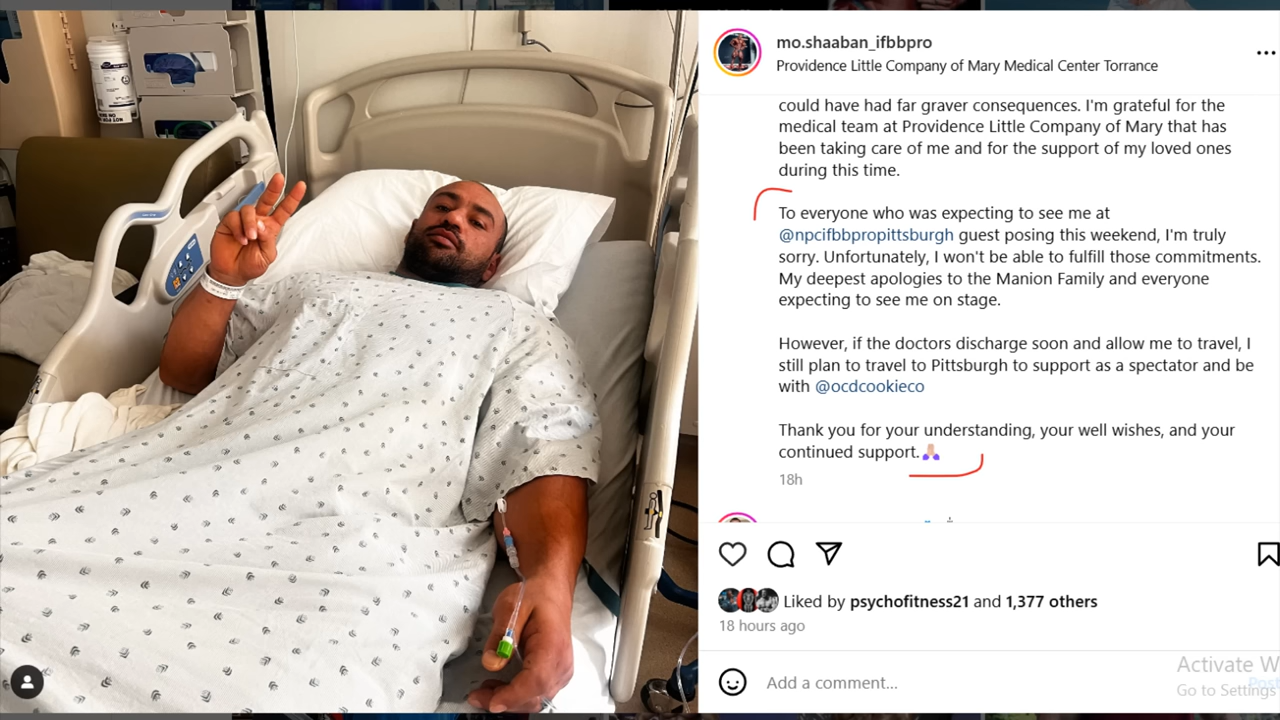 mo.shaaban_ifbbpro
Providence Little Company of Mary Medical Center Torrance
could have had far graver consequences. I'm grateful for the
medical team at Providence Little Company of Mary that has
been taking care of me and for the support of my loved ones
during this time.
To everyone who was expecting to see me at
@npcifbbpropittsburgh guest posing this weekend, I'm truly
sorry. Unfortunately, I won't be able to fulfill those commitments.
My deepest apologies to the Manion Family and everyone
expecting to see me on stage.
However, if the doctors discharge soon and allow me to travel, I
still plan to travel to Pittsburgh to support as a spectator and be
with @ocdcookieco
Thank you for your understanding, your well wishes, and your
continued support.🙏🏻
18h
Liked by psychofitness21 and 1,377 others
18 hours ago
Add a comment...
Post
Activate W
Go to Settings